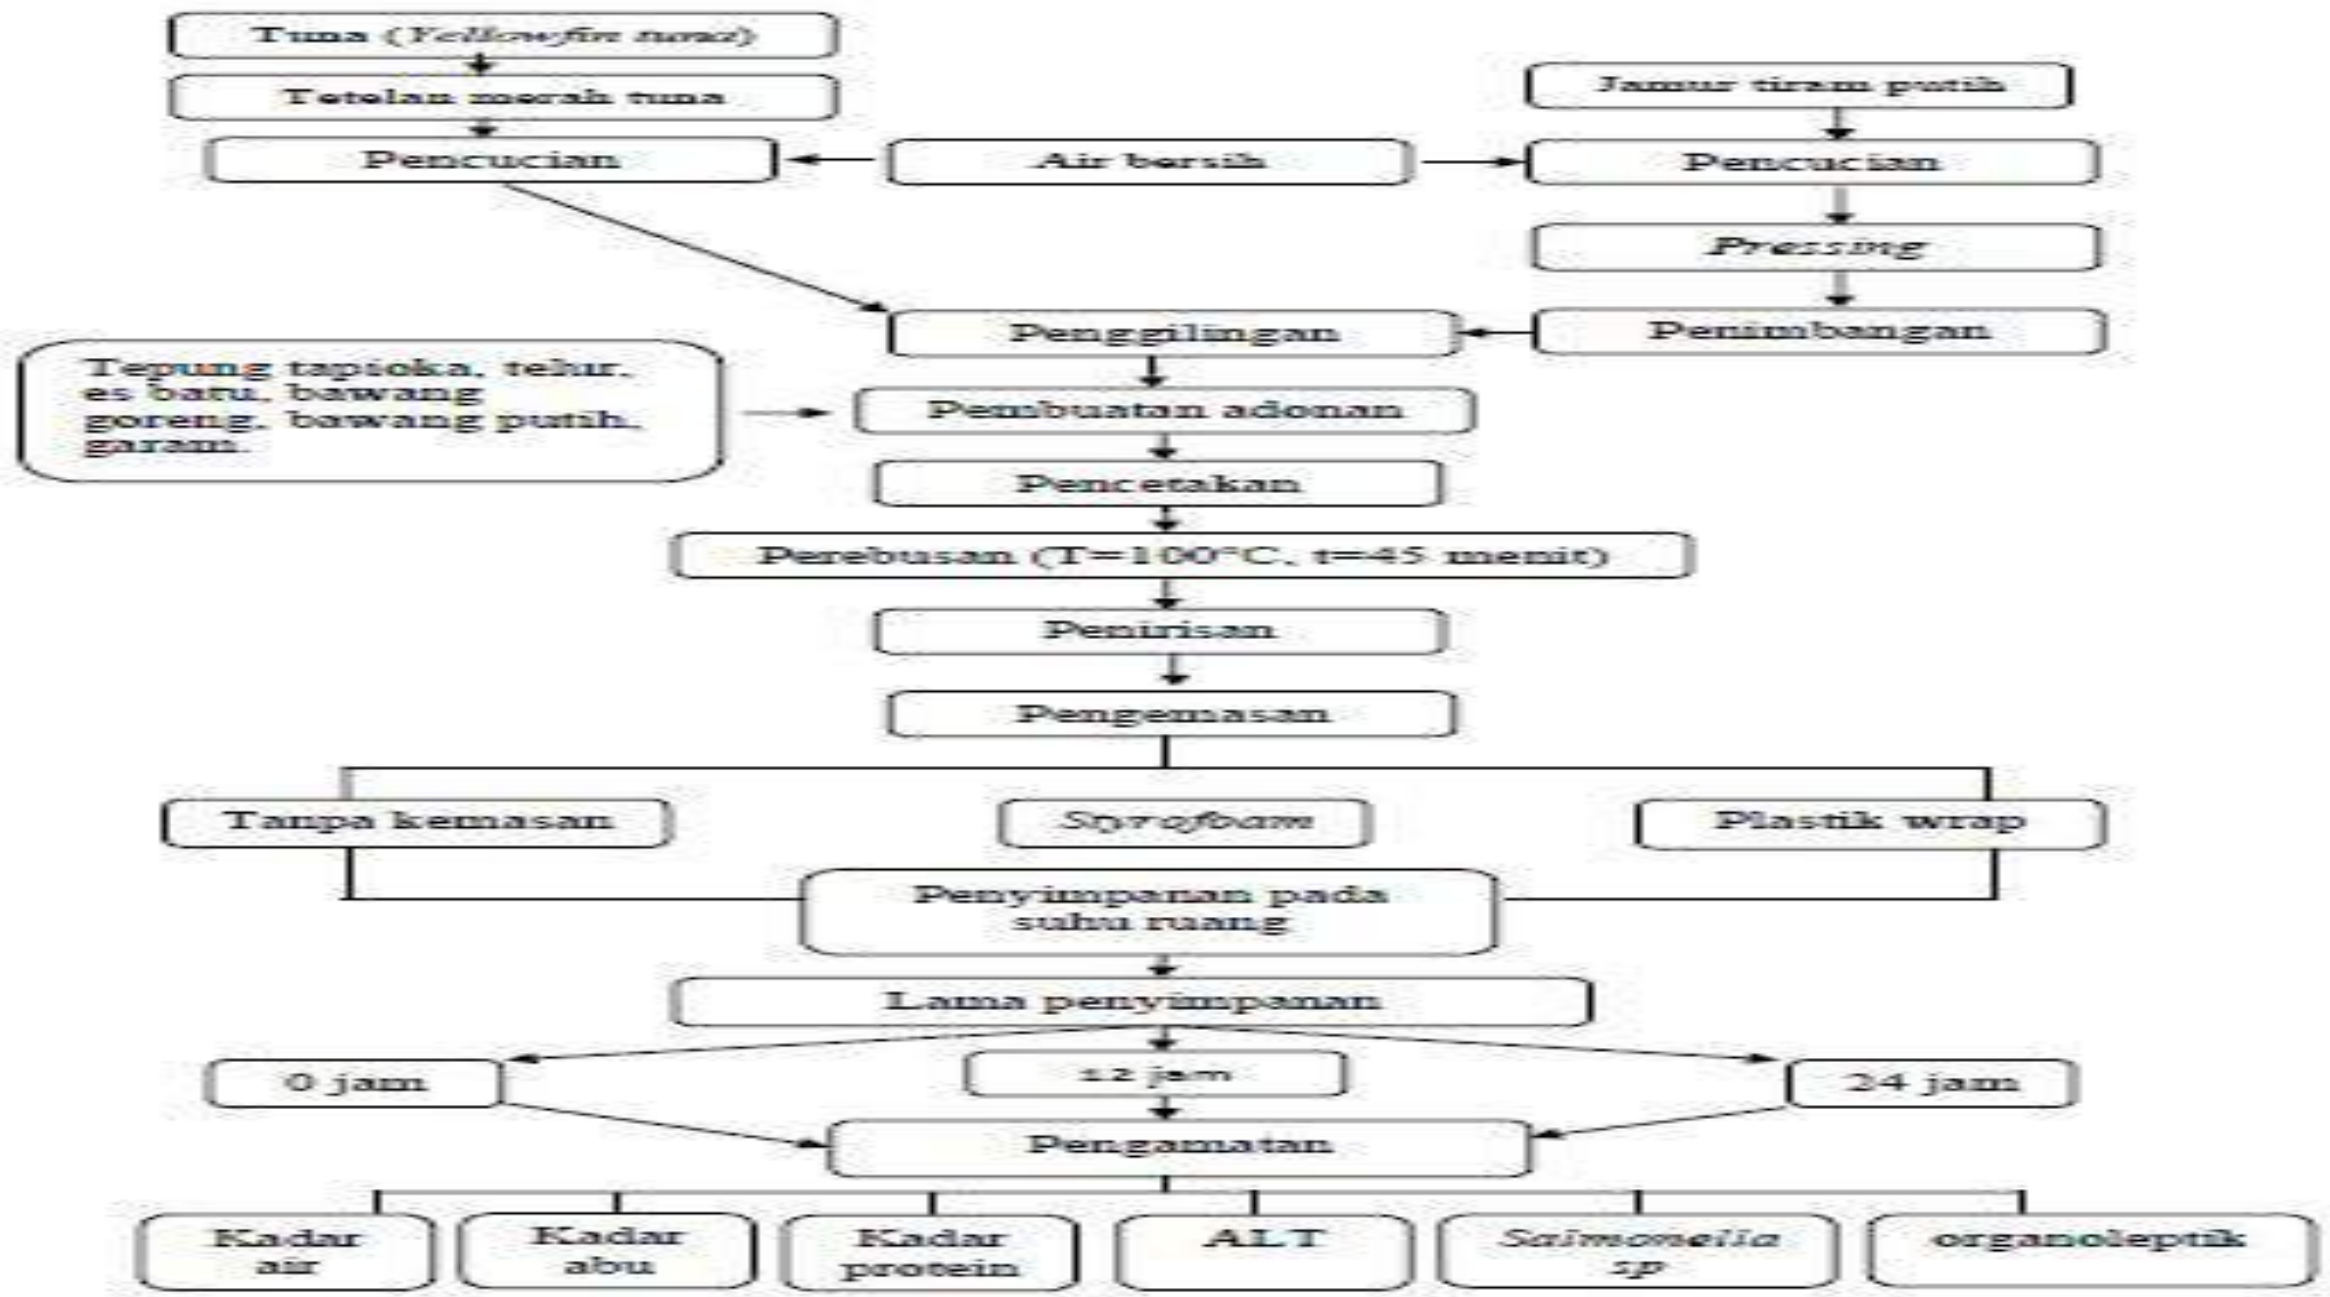 Tuna (Yellowfin tuna)
Tetelan merah tuna
Jamur tiram putih
Pencucian
Air bersih
Pencucian
Pressing
Penggilingan
Penimbangan
Tepung tapioka, telur,
es batu, bawang
goreng, bawang putih,
garam.
Pembuatan adonan
Pencetakan
Perebusan (T=100°C, t=45 menit)
Penirisan
Pengemasan
Tanpa kemasan
Styrofoam
Plastik wrap
Penyimpanan pada
suhu ruang
Lama penyimpanan
0 jam
12 jam
24 jam
Pengamatan
Kadar
air
Kadar
abu
Kadar
protein
ALT
Salmonella
sp
organoleptik